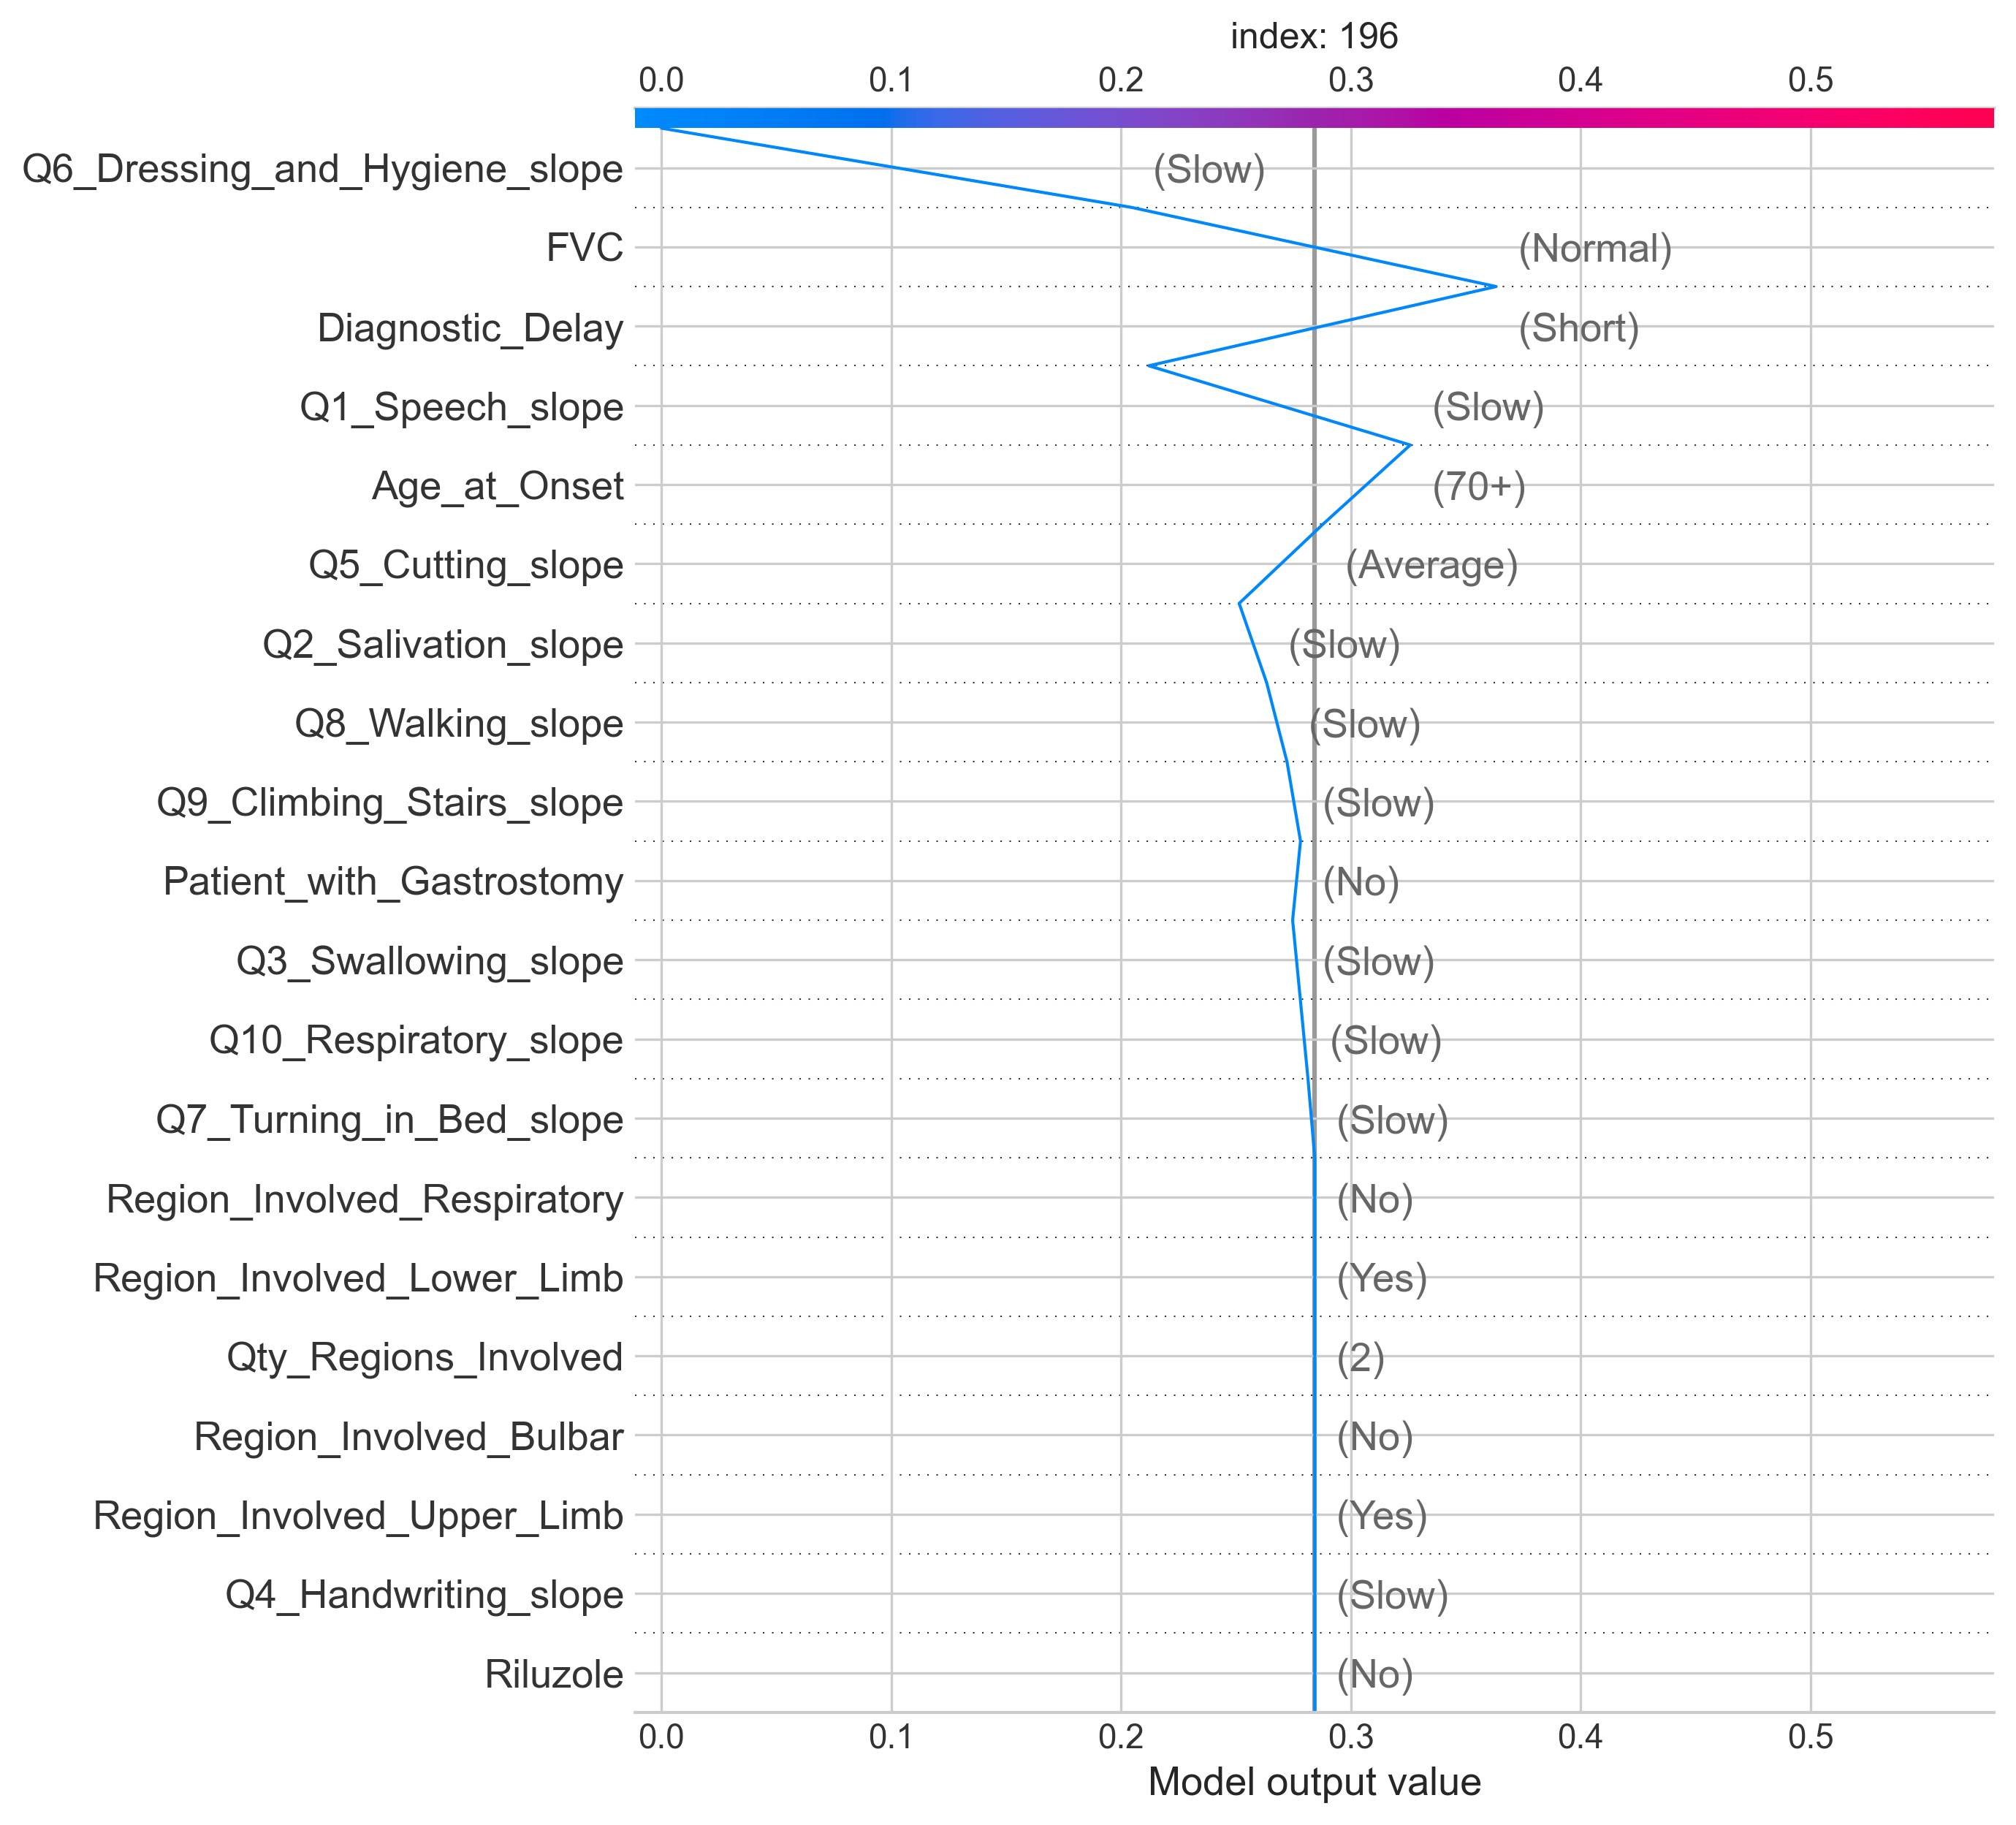 index: 196
0.0 0.1 0.2 0.3 0.4 0.5
Q6_Dressing_and_Hygiene_slope (Slow)
FVC (Normal)
Diagnostic_Delay (Short)
Q1_Speech_slope (Slow)
Age_at_Onset (70+)
Q5_Cutting_slope (Average)
Q2_Salivation_slope (Slow)
Q8_Walking_slope (Slow)
Q9_Climbing_Stairs_slope (Slow)
Patient_with_Gastrostomy (No)
Q3_Swallowing_slope (Slow)
Q10_Respiratory_slope (Slow)
Q7_Turning_in_Bed_slope (Slow)
Region_Involved_Respiratory (No)
Region_Involved_Lower_Limb (Yes)
Qty_Regions_Involved (2)
Region_Involved_Bulbar (No)
Region_Involved_Upper_Limb (Yes)
Q4_Handwriting_slope (Slow)
Riluzole (No)
0.0 0.1 0.2 0.3 0.4 0.5
Model output value